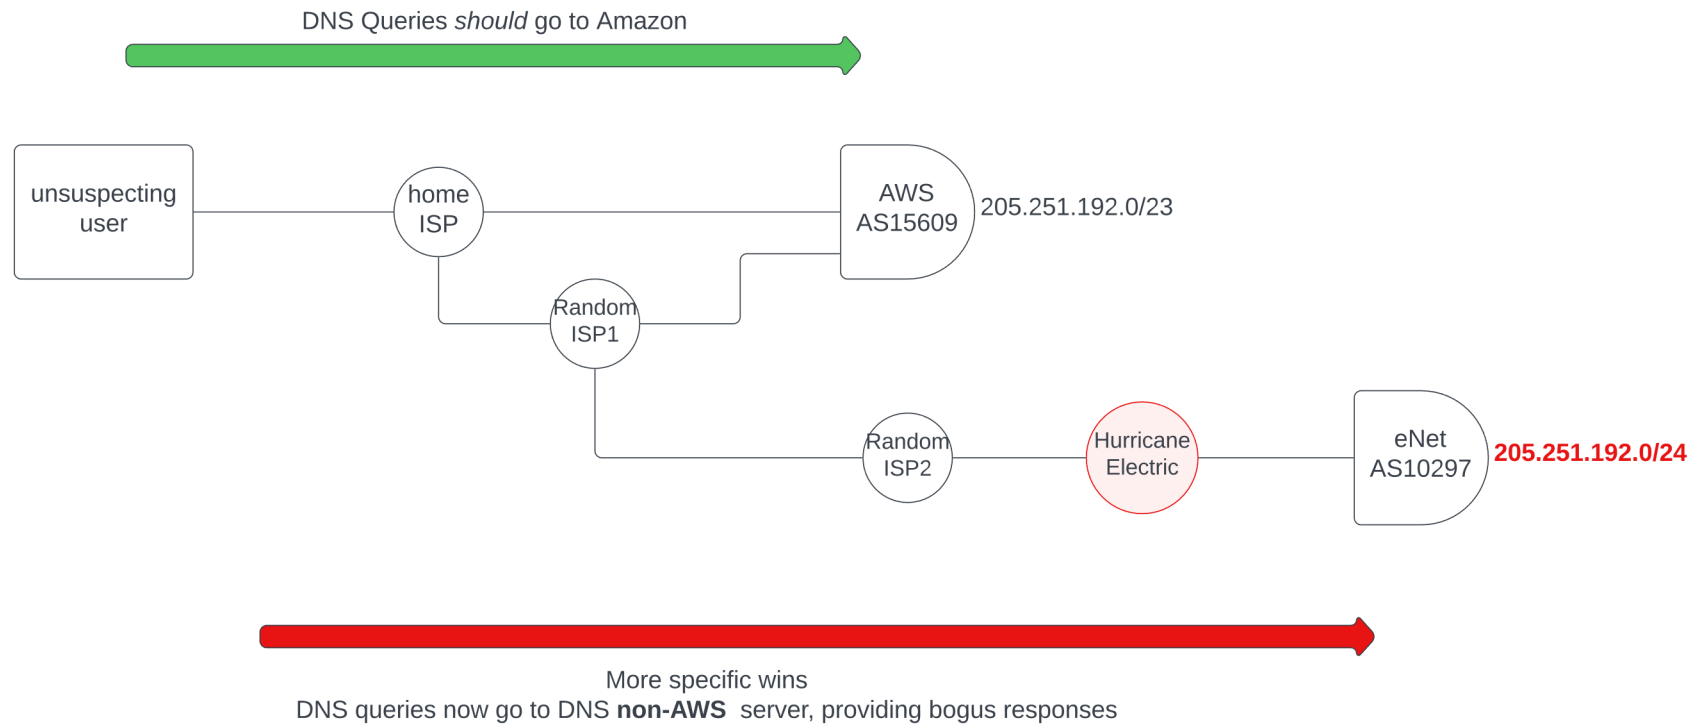 DNS Queries should go to Amazon
unsuspecting
user
home
ISP
AWS
AS15609
205.251.192.0/23
Random
ISP1
Random
ISP2
Hurricane
Electric
eNet
AS10297
205.251.192.0/24
More specific wins
DNS queries now go to DNS non-AWS server, providing bogus responses